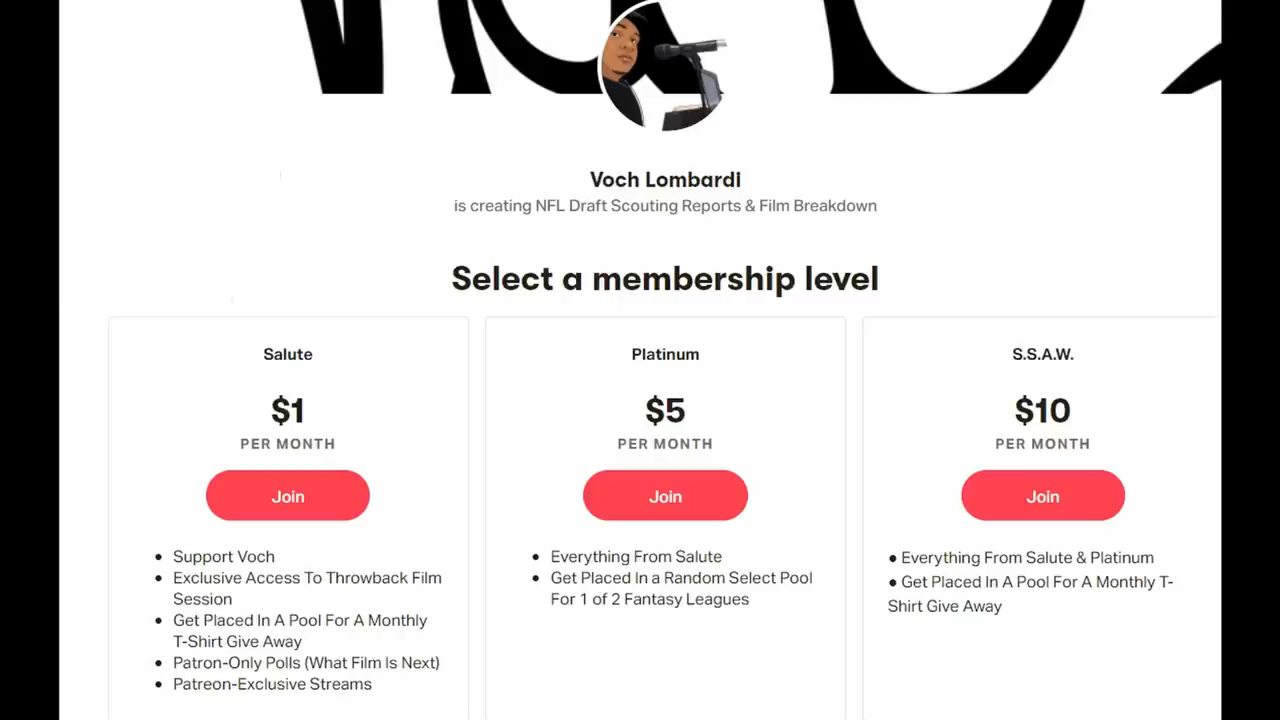 Voch Lombardi
is creating NFL Draft Scouting Reports & Film Breakdown
Select a membership level
Salute
$1
PER MONTH
Join
• Support Voch
• Exclusive Access To Throwback Film
Session
• Get Placed In A Pool For A Monthly
T-Shirt Give Away
• Patron-Only Polls (What Film Is Next)
• Patreon-Exclusive Streams
Platinum
$5
PER MONTH
Join
• Everything From Salute
• Get Placed In a Random Select Pool
For 1 of 2 Fantasy Leagues
S.S.A.W.
$10
PER MONTH
Join
● Everything From Salute & Platinum
● Get Placed In A Pool For A Monthly T-
Shirt Give Away